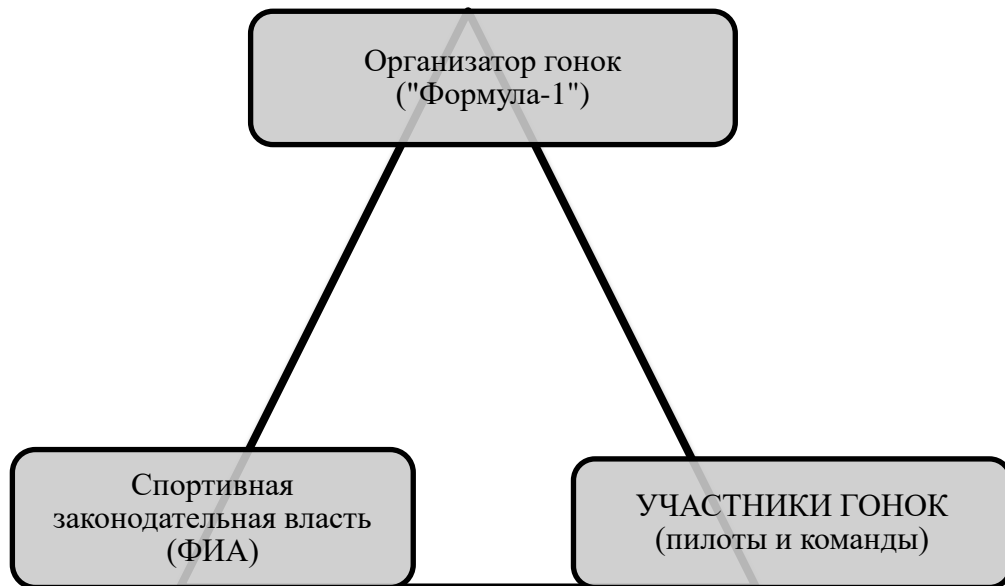 Организатор гонок
("Формула-1")
Спортивная
законодательная власть
(ФИА)
УЧАСТНИКИ ГОНОК
(пилоты и команды)